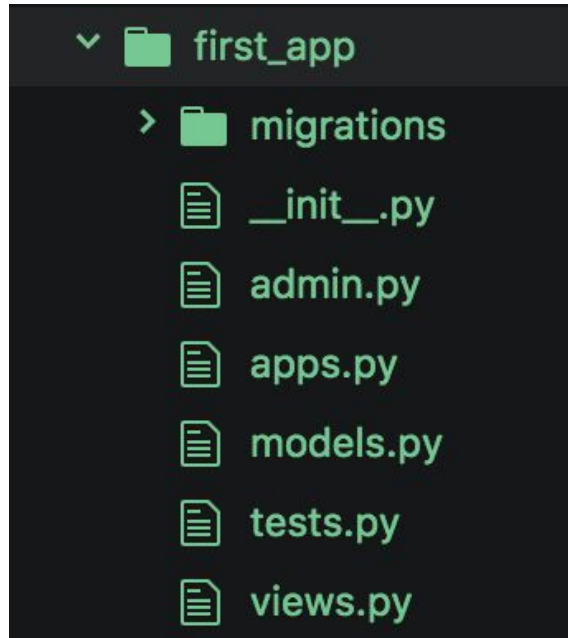 first_app
migrations
__init__.py
admin.py
apps.py
models.py
tests.py
views.py